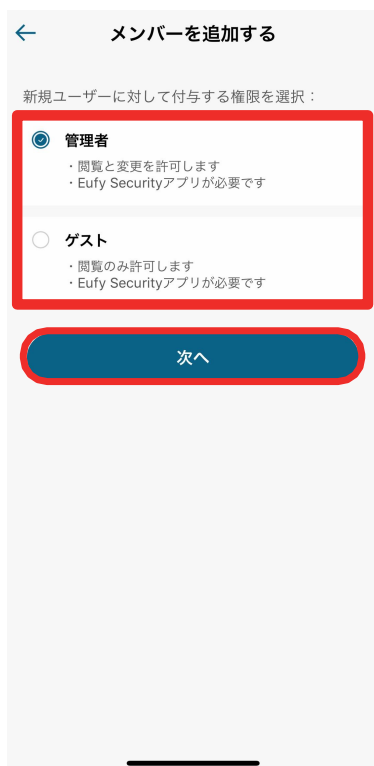 メンバーを追加する
新規ユーザーに対して付与する権限を選択：
管理者
・閲覧と変更を許可します
・Eufy Securityアプリが必要です
ゲスト
・閲覧のみ許可します
・Eufy Securityアプリが必要です
次へ